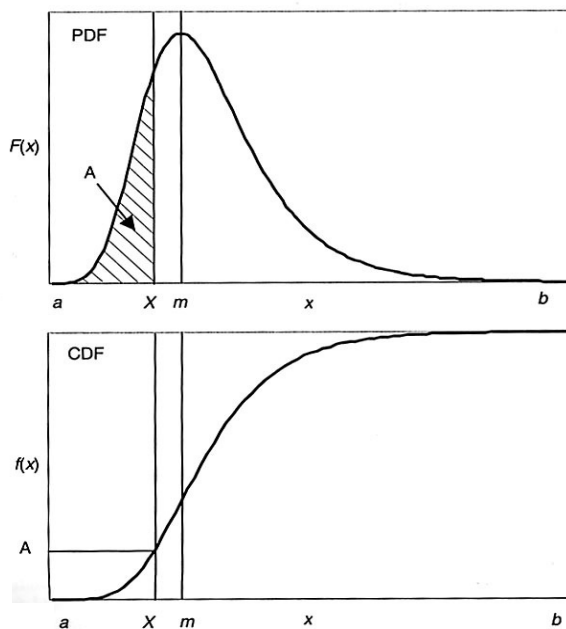 PDF
F(x)
A
a X m x b
CDF
f(x)
A
a X m x b